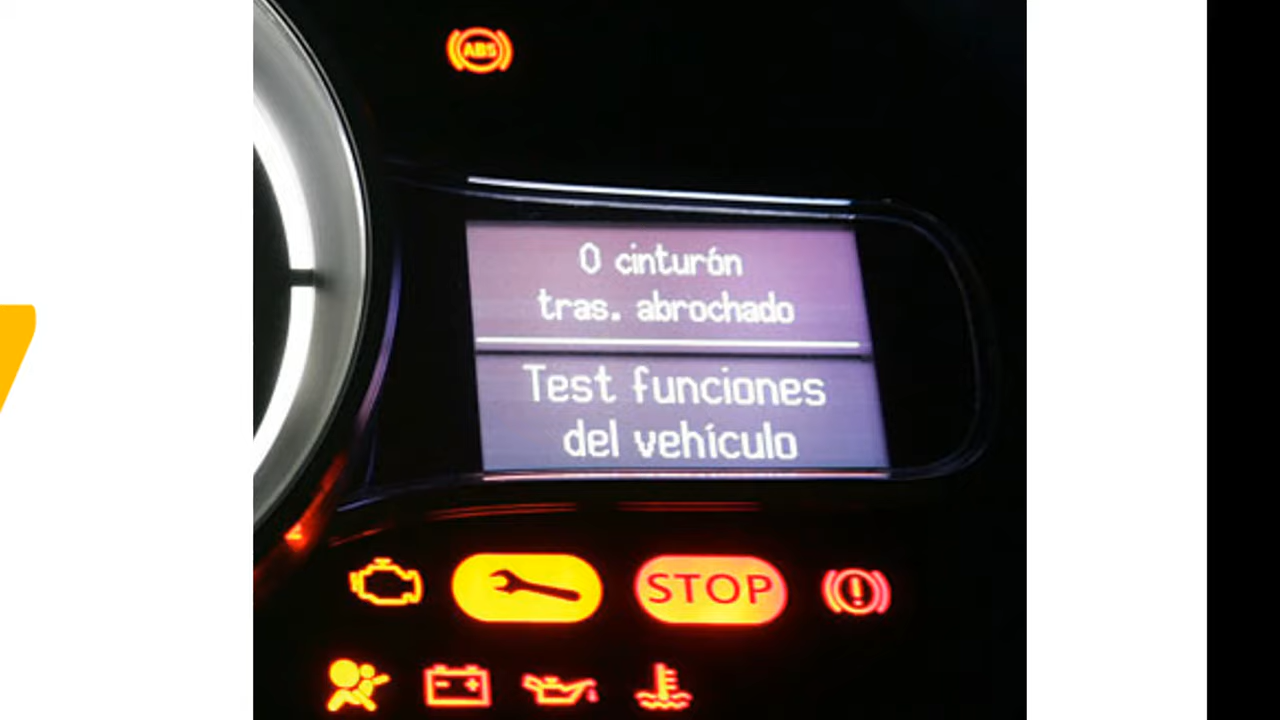 ABS
0 cinturón
tras. abrochado
Test funciones
del vehículo
STOP